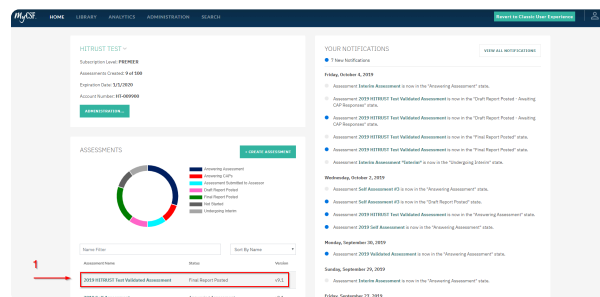 MyCSF
HOME
LIBRARY
ANALYTICS
ADMINISTRATION
SEARCH
Revert to Classic User Experience
HITRUST TEST
Subscription Level: PREMIER
Assessments Created: 9 of 100
Expiration Date: 1/1/2020
Account Number: HT-009909
ADMINISTRATION...
ASSESSMENTS
+ CREATE ASSESSMENT
Answering Assessment
Answering CAPs
Assessment Submitted to Assessor
Draft Report Posted
Final Report Posted
Not Started
Undergoing Interim
Name Filter
Sort By Name
Assessment Name
Status
Version
1
2019 HITRUST Test Validated Assessment
Final Report Posted
v9.1
YOUR NOTIFICATIONS
VIEW ALL NOTIFICATIONS
7 New Notifications
Friday, October 4, 2019
Assessment Interim Assessment is now in the "Answering Assessment" state.
Assessment 2019 HITRUST Test Validated Assessment is now in the "Draft Report Posted - Awaiting
CAP Responses" state.
Assessment 2019 HITRUST Test Validated Assessment is now in the "Draft Report Posted - Awaiting
CAP Responses" state.
Assessment 2019 HITRUST Test Validated Assessment is now in the "Final Report Posted" state.
Assessment 2019 HITRUST Test Validated Assessment is now in the "Final Report Posted" state.
Assessment Interim Assessment "Interim" is now in the "Undergoing Interim" state.
Wednesday, October 2, 2019
Assessment Self Assessment #3 is now in the "Answering Assessment" state.
Assessment Self Assessment #3 is now in the "Draft Report Posted" state.
Assessment 2019 HITRUST Test Validated Assessment is now in the "Answering Assessment" state.
Assessment 2019 Self Assessment is now in the "Answering Assessment" state.
Monday, September 30, 2019
Assessment 2019 Validated Assessment is now in the "Answering Assessment" state.
Sunday, September 29, 2019
Assessment Interim Assessment is now in the "Answering Assessment" state.
Friday, September 27, 2019